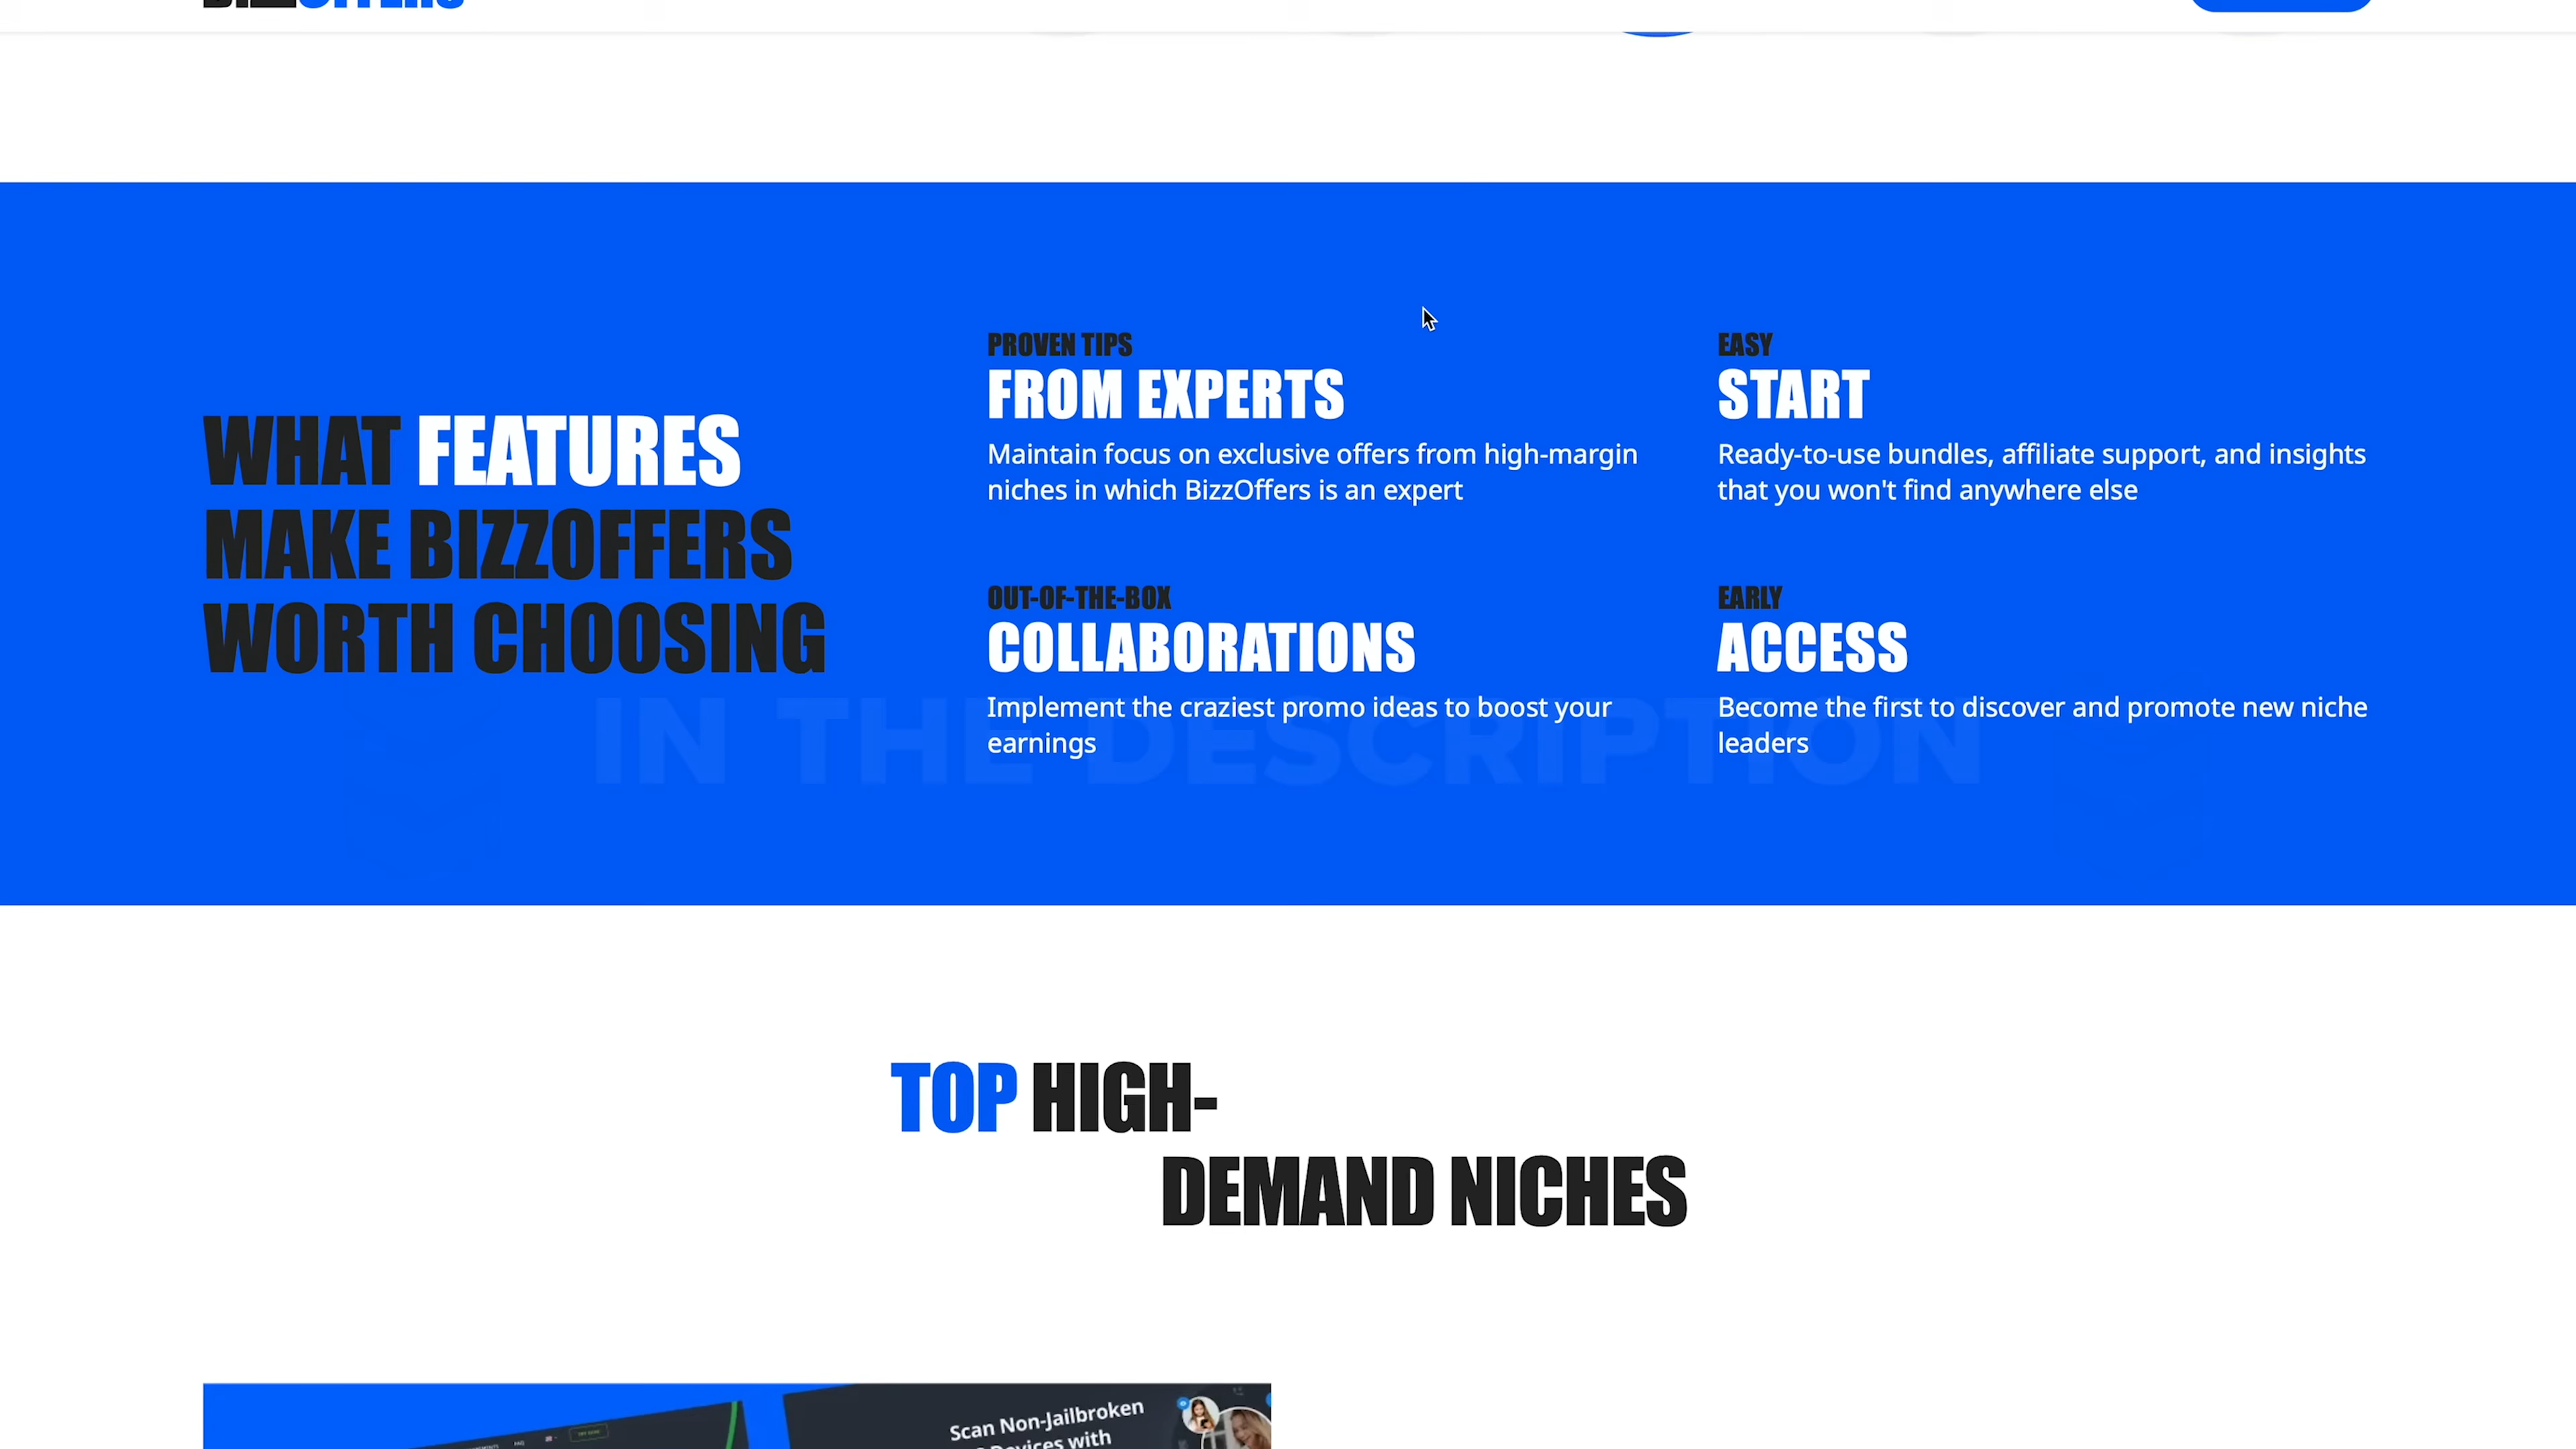 WHAT FEATURES
MAKE BIZZOFFERS
WORTH CHOOSING
PROVEN TIPS
FROM EXPERTS
Maintain focus on exclusive offers from high-margin
niches in which BizzOffers is an expert
EASY
START
Ready-to-use bundles, affiliate support, and insights
that you won't find anywhere else
OUT-OF-THE-BOX
COLLABORATIONS
Implement the craziest promo ideas to boost your
earnings
EARLY
ACCESS
Become the first to discover and promote new niche
leaders
IN THE DESCRIPTION
TOP HIGH-
DEMAND NICHES
Scan Non-Jailbroken
Devices with